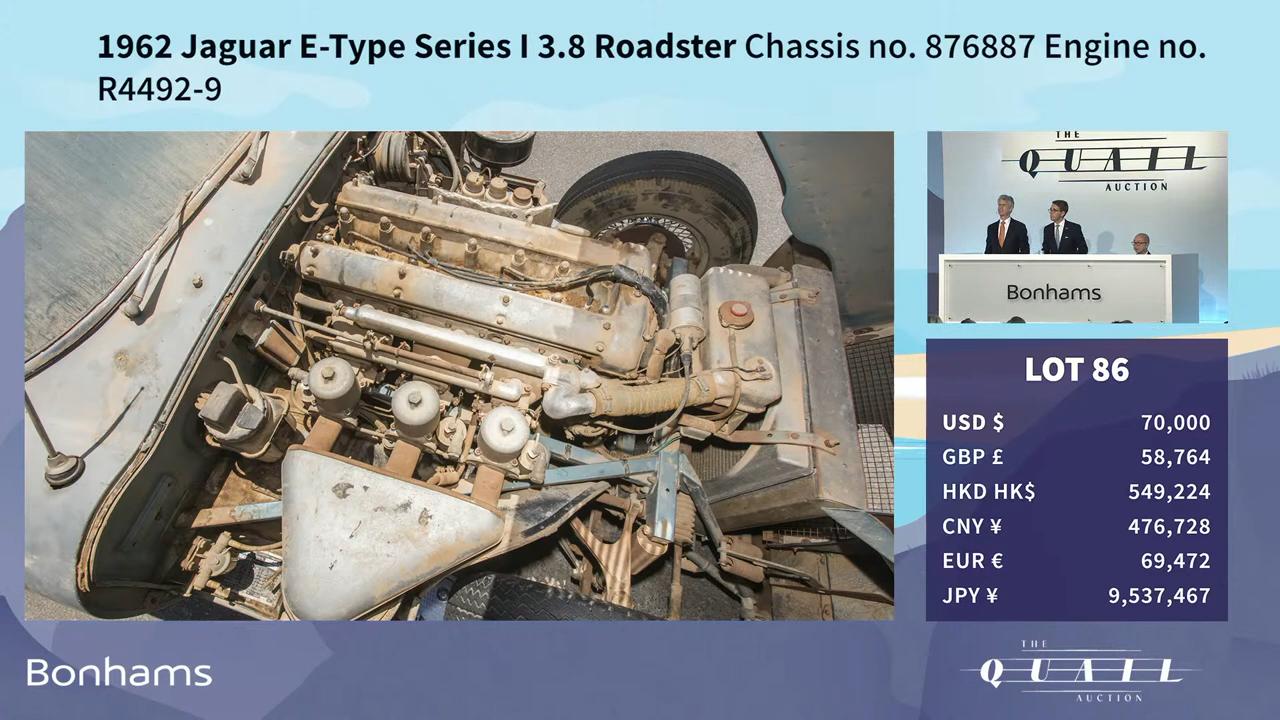 1962 Jaguar E-Type Series I 3.8 Roadster Chassis no. 876887 Engine no.
R4492-9
THE
QUAIL
AUCTION
Bonhams
LOT 86
USD $ 70,000
GBP £ 58,764
HKD HK$ 549,224
CNY ¥ 476,728
EUR € 69,472
JPY ¥ 9,537,467
Bonhams
THE
QUAIL
AUCTION